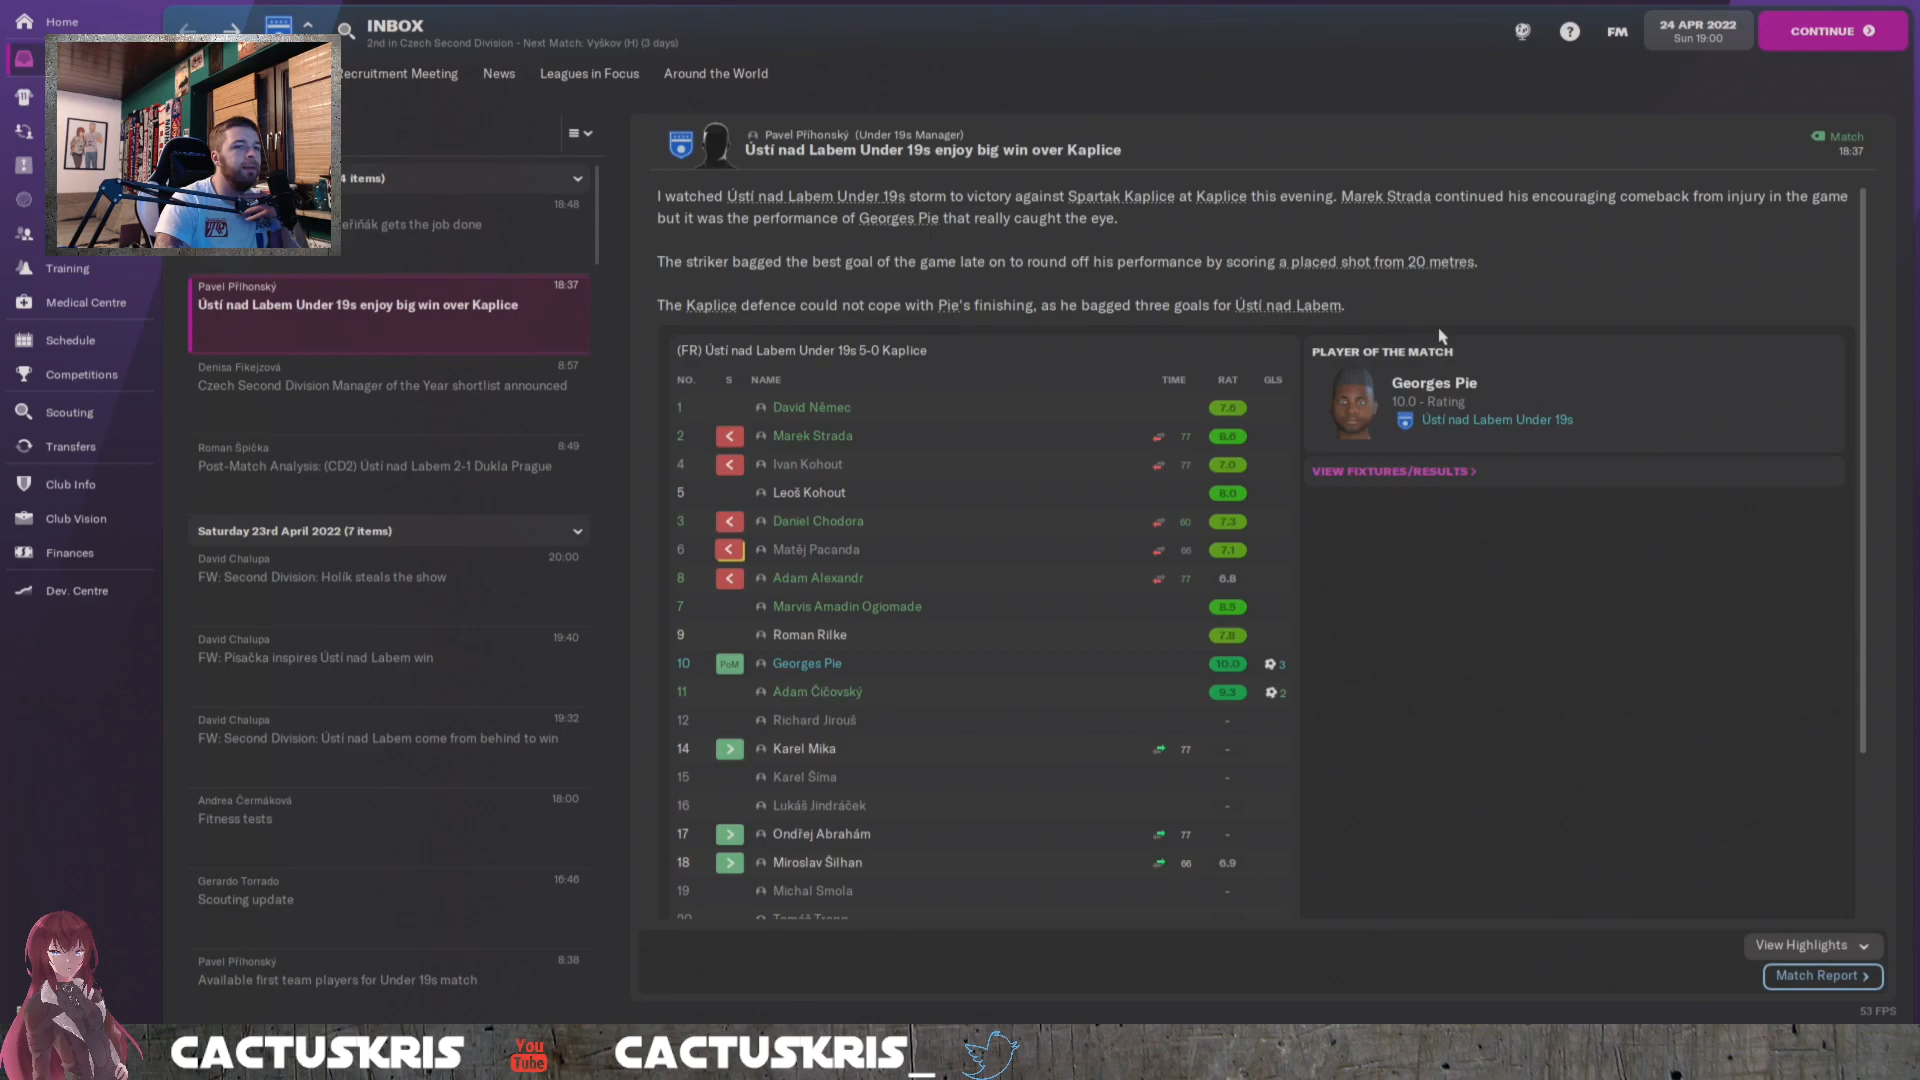 Home
INBOX
2nd in Czech Second Division - Next Match: Vyškov (H) (3 days)
FM
24 APR 2022
Sun 19:00
CONTINUE
Recruitment Meeting
News
Leagues in Focus
Around the World
Training
Medical Centre
Schedule
Competitions
Scouting
Transfers
Club Info
Club Vision
Finances
Dev. Centre
4 items)
18:48
gets the job done
Pavel Příhonský
18:37
Ústí nad Labem Under 19s enjoy big win over Kaplice
Denisa Fikejzová
8:57
Czech Second Division Manager of the Year shortlist announced
Roman Špička
8:49
Post-Match Analysis: (CD2) Ústí nad Labem 2-1 Dukla Prague
Saturday 23rd April 2022 (7 items)
David Chalupa
20:00
FW: Second Division: Holík steals the show
David Chalupa
19:40
FW: Písačka inspires Ústí nad Labem win
David Chalupa
19:32
FW: Second Division: Ústí nad Labem come from behind to win
Andrea Čermáková
18:00
Fitness tests
Gerardo Torrado
16:46
Scouting update
Pavel Příhonský
8:38
Available first team players for Under 19s match
Pavel Příhonský (Under 19s Manager)
Ústí nad Labem Under 19s enjoy big win over Kaplice
Match
18:37
I watched Ústí nad Labem Under 19s storm to victory against Spartak Kaplice at Kaplice this evening. Marek Strada continued his encouraging comeback from injury in the game
but it was the performance of Georges Pie that really caught the eye.
The striker bagged the best goal of the game late on to round off his performance by scoring a placed shot from 20 metres.
The Kaplice defence could not cope with Pie's finishing, as he bagged three goals for Ústí nad Labem.
(FR) Ústí nad Labem Under 19s 5-0 Kaplice
NO. S NAME TIME RAT GLS
1 David Němec 7.6
2 Marek Strada 77 8.6
4 Ivan Kohout 77 7.0
5 Leoš Kohout 8.0
3 Daniel Chodora 60 7.3
6 Matěj Pacanda 66 7.1
8 Adam Alexandr 77 6.8
7 Marvis Amadin Ogiomade 8.5
9 Roman Rilke 7.8
10 PoM Georges Pie 10.0 3
11 Adam Čičovský 9.3 2
12 Richard Jirouš -
14 Karel Mika 77 -
15 Karel Šíma -
16 Lukáš Jindráček -
17 Ondřej Abrahám 77 -
18 Miroslav Šilhan 66 6.9
19 Michal Smola -
20
PLAYER OF THE MATCH
Georges Pie
10.0 - Rating
Ústí nad Labem Under 19s
VIEW FIXTURES/RESULTS >
View Highlights
Match Report >
53 FPS
CACTUSKRIS
You
Tube
CACTUSKRIS_